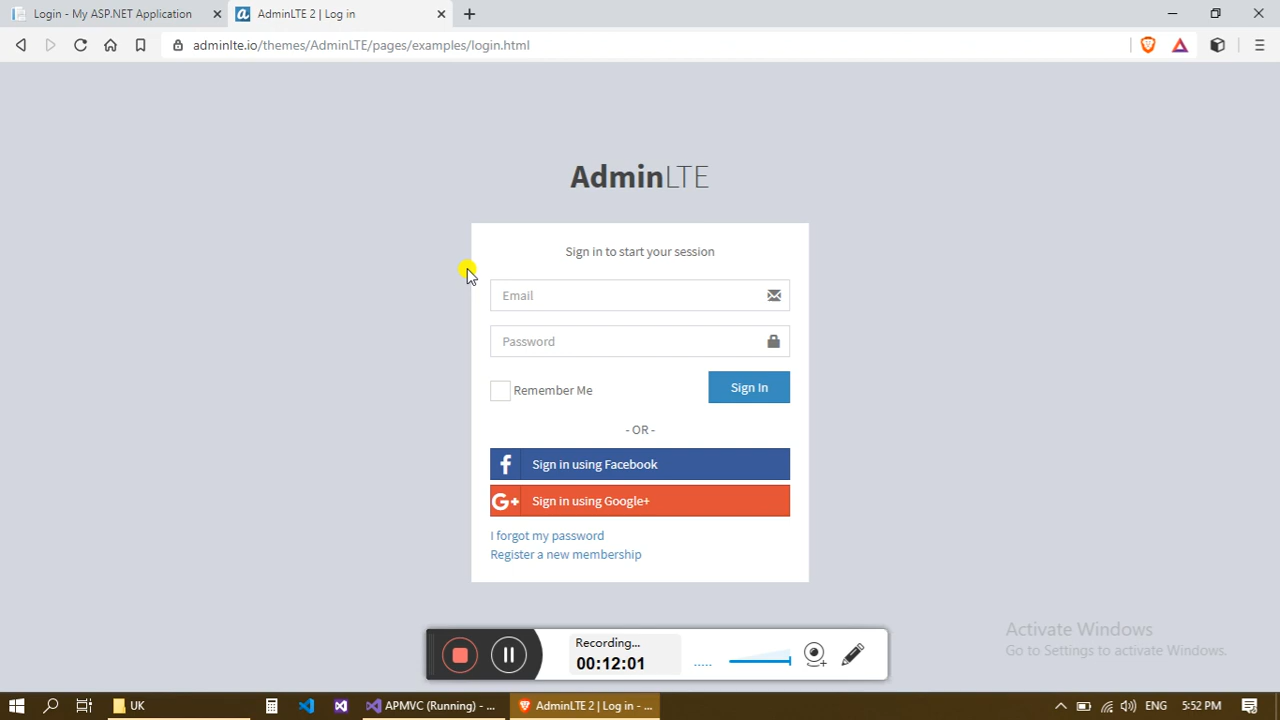 Login - My ASP.NET Application
AdminLTE 2 | Log in
adminlte.io/themes/AdminLTE/pages/examples/login.html
AdminLTE
Sign in to start your session
Email
Password
Remember Me
Sign In
- OR -
Sign in using Facebook
Sign in using Google+
I forgot my password
Register a new membership
Activate Windows
Go to Settings to activate Windows.
Recording...
00:12:01
UK
APMVC (Running) - ...
AdminLTE 2 | Log in - ...
ENG
5:52 PM